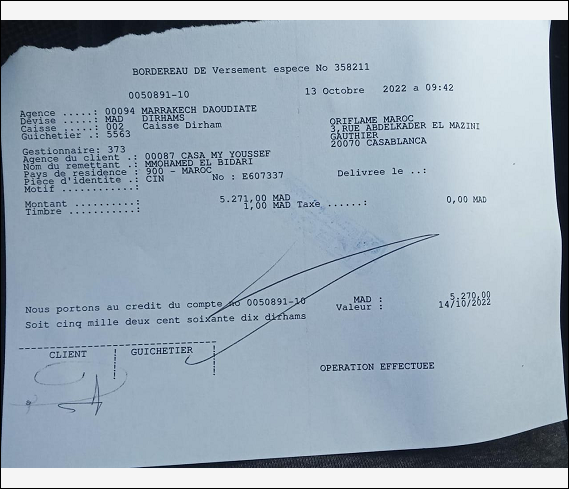 BORDEREAU DE Versement espece No 358211
0050891-10 13 Octobre 2022 a 09:42
Agence .....: 00094 MARRAKECH DAOUDIATE
Devise .....: MAD DIRHAMS
Caisse .....: 002 Caisse Dirham
Guichetier .: 5563
ORIFLAME MAROC
3,RUE ABDELKADER EL MAZINI
GAUTHIER
20070 CASABLANCA
Gestionnaire: 373
Agence du client .: 00087 CASA MY YOUSSEF
Nom du remettant .: MMOHAMED EL BIDARI
Pays de residence : 900 - MAROC
Pièce d'identite .: CIN No : E607337 Delivree le ..:
Motif ............:
Montant ..........: 5.271,00 MAD
Timbre ...........: 1,00 MAD Taxe ......: 0,00 MAD
Nous portons au credit du compte no 0050891-10 MAD : 5.270,00
Soit cinq mille deux cent soixante dix dirhams Valeur : 14/10/2022
CLIENT GUICHETIER
OPERATION EFFECTUEE